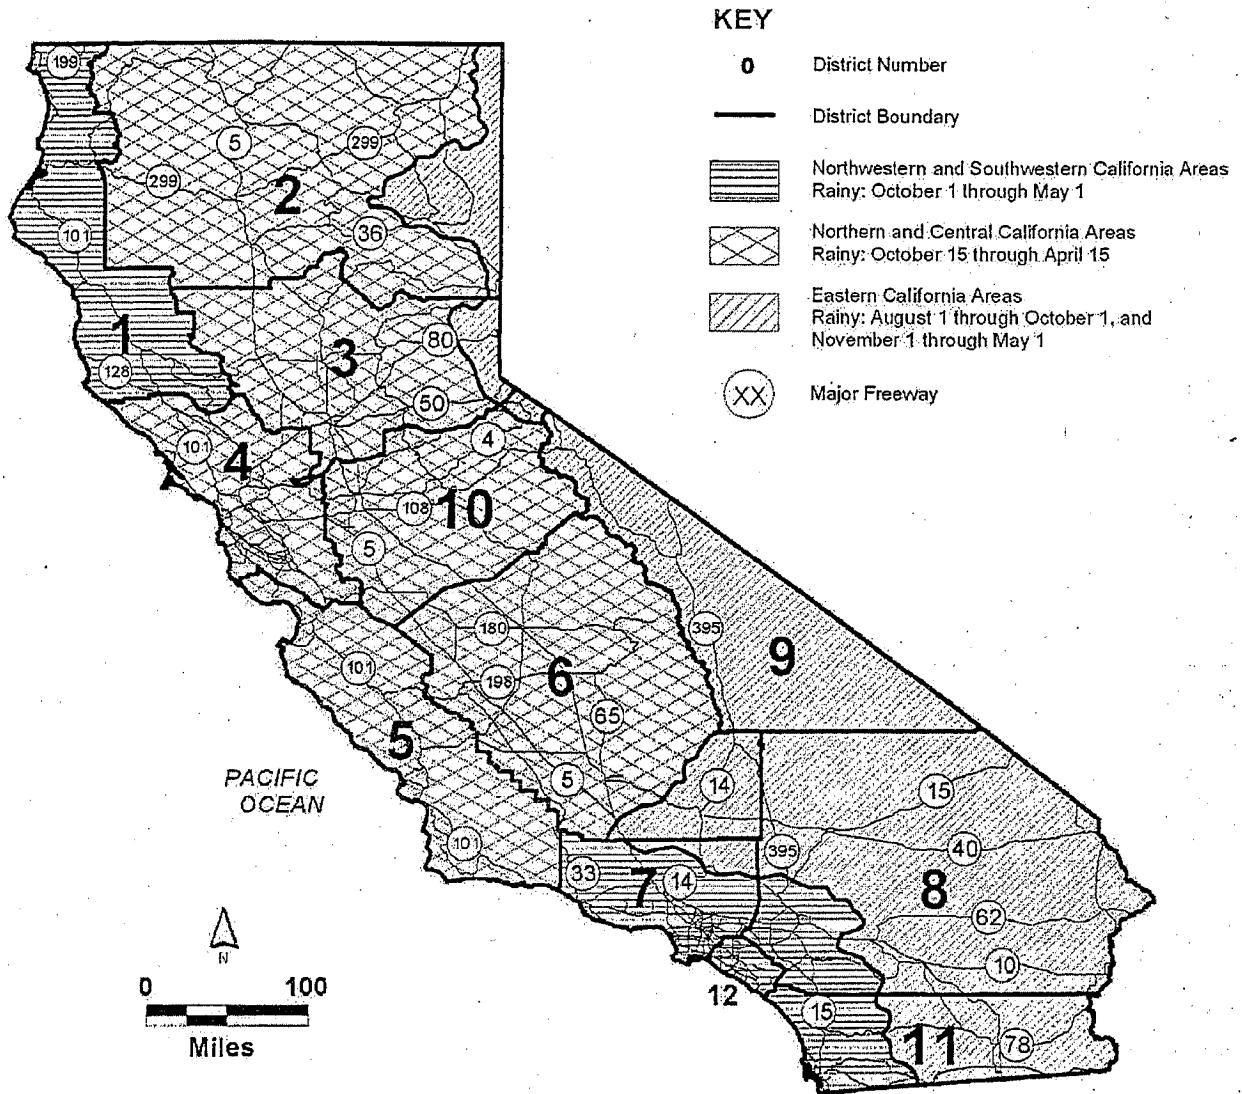 KEY
0 District Number
District Boundary
Northwestern and Southwestern California Areas
Rainy: October 1 through May 1
Northern and Central California Areas
Rainy: October 15 through April 15
Eastern California Areas
Rainy: August 1 through October 1, and
November 1 through May 1
XX Major Freeway
199
5
299
299
2
36
101
1
128
80
3
50
101
4
4
108
10
5
395
180
9
101
198
6
65
5
PACIFIC
OCEAN
5
14
15
101
395
40
33
7
14
8
62
10
12
15
11
78
N
0 100
Miles